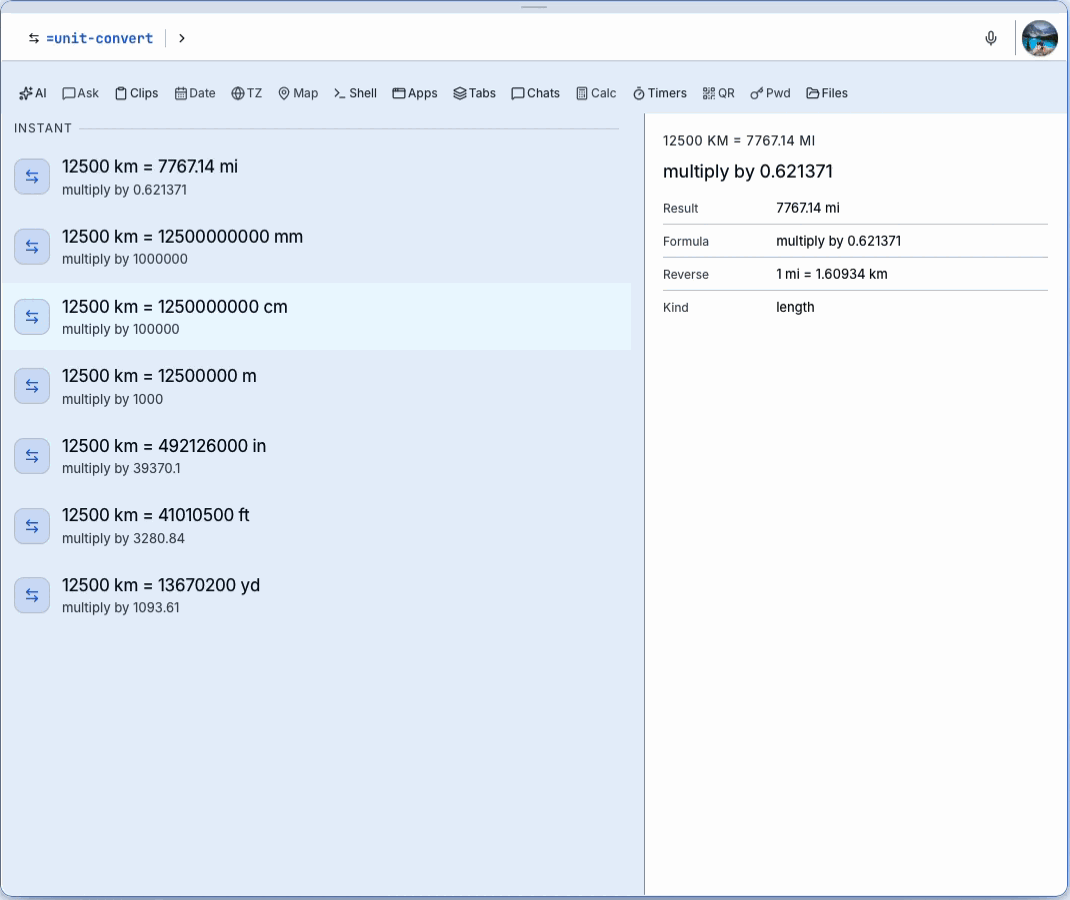 =unit-convert
AI Ask Clips Date TZ Map Shell Apps Tabs Chats Calc Timers QR Pwd Files
INSTANT
12500 km = 7767.14 mi
multiply by 0.621371
12500 km = 12500000000 mm
multiply by 1000000
12500 km = 1250000000 cm
multiply by 100000
12500 km = 12500000 m
multiply by 1000
12500 km = 492126000 in
multiply by 39370.1
12500 km = 41010500 ft
multiply by 3280.84
12500 km = 13670200 yd
multiply by 1093.61
12500 KM = 7767.14 MI
multiply by 0.621371
Result 7767.14 mi
Formula multiply by 0.621371
Reverse 1 mi = 1.60934 km
Kind length